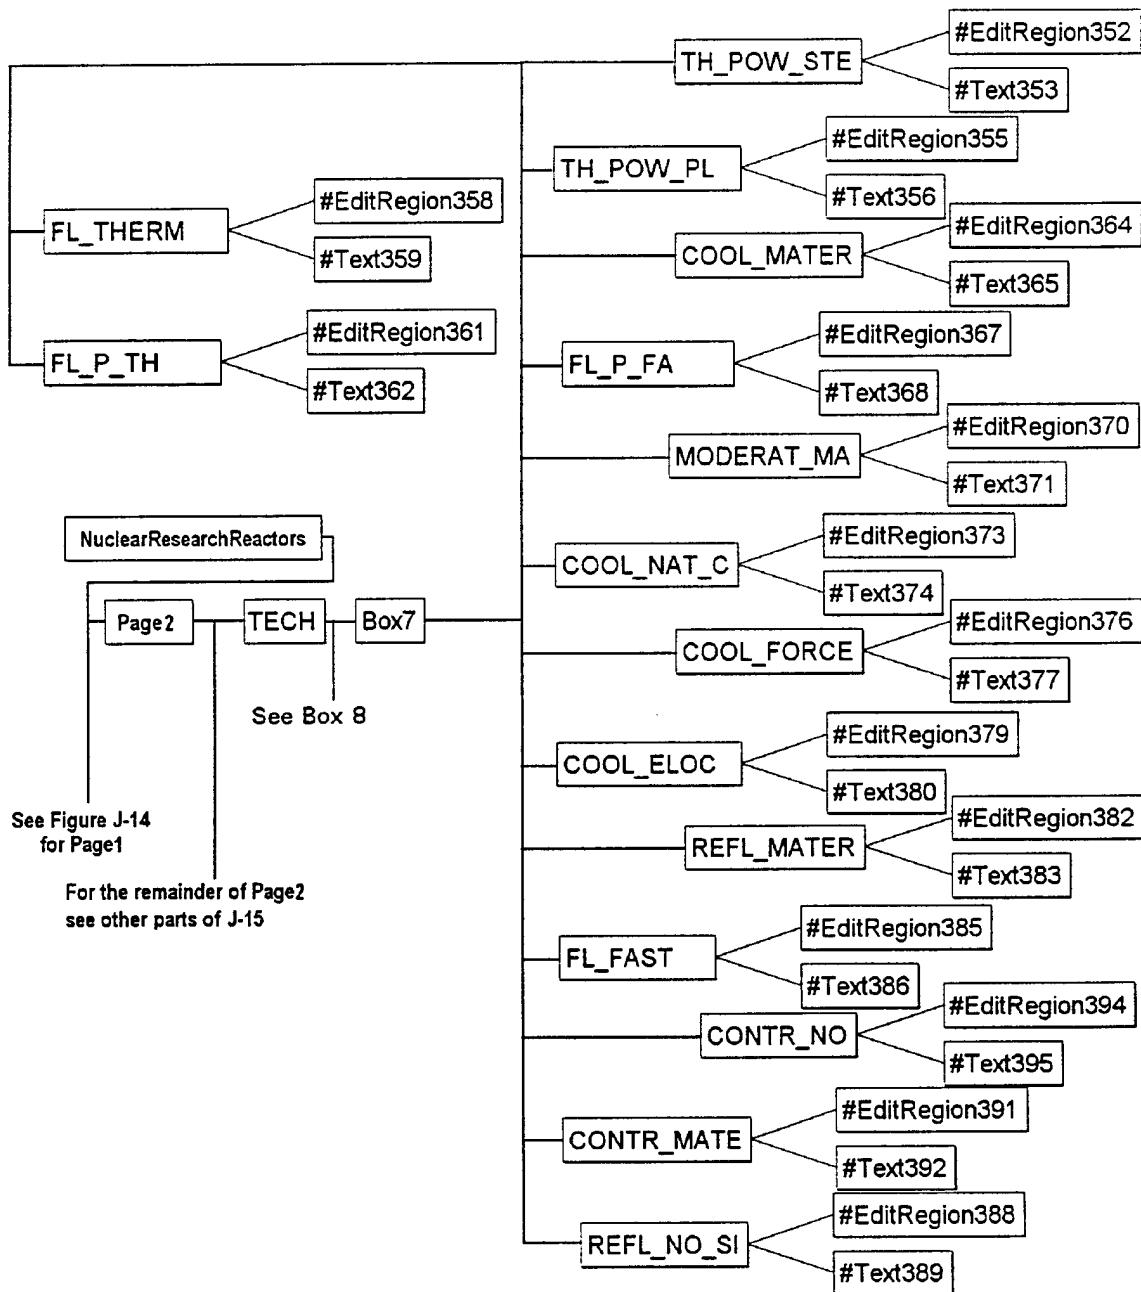 #EditRegion352
TH_POW_STE
#Text353
#EditRegion355
TH_POW_PL
#Text356
#EditRegion358
FL_THERM
#Text359
#EditRegion364
COOL_MATER
#Text365
#EditRegion361
FL_P_TH
#Text362
#EditRegion367
FL_P_FA
#Text368
#EditRegion370
MODERAT_MA
#Text371
NuclearResearchReactors
#EditRegion373
COOL_NAT_C
#Text374
Page2
TECH
Box7
#EditRegion376
COOL_FORCE
#Text377
See Box 8
#EditRegion379
COOL_ELOC
#Text380
See Figure J-14
for Page1
#EditRegion382
REFL_MATER
#Text383
For the remainder of Page2
see other parts of J-15
#EditRegion385
FL_FAST
#Text386
#EditRegion394
CONTR_NO
#Text395
#EditRegion391
CONTR_MATE
#Text392
#EditRegion388
REFL_NO_SI
#Text389